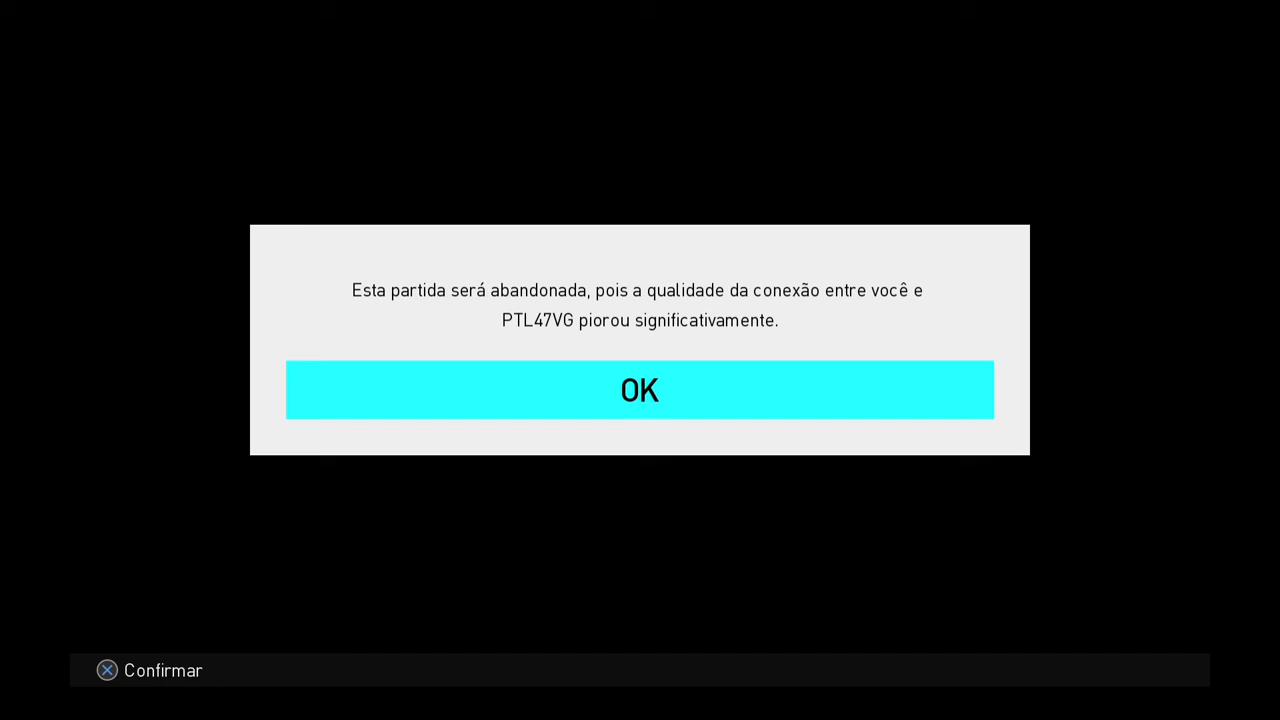 Esta partida será abandonada, pois a qualidade da conexão entre você e
PTL47VG piorou significativamente.
OK
Confirmar